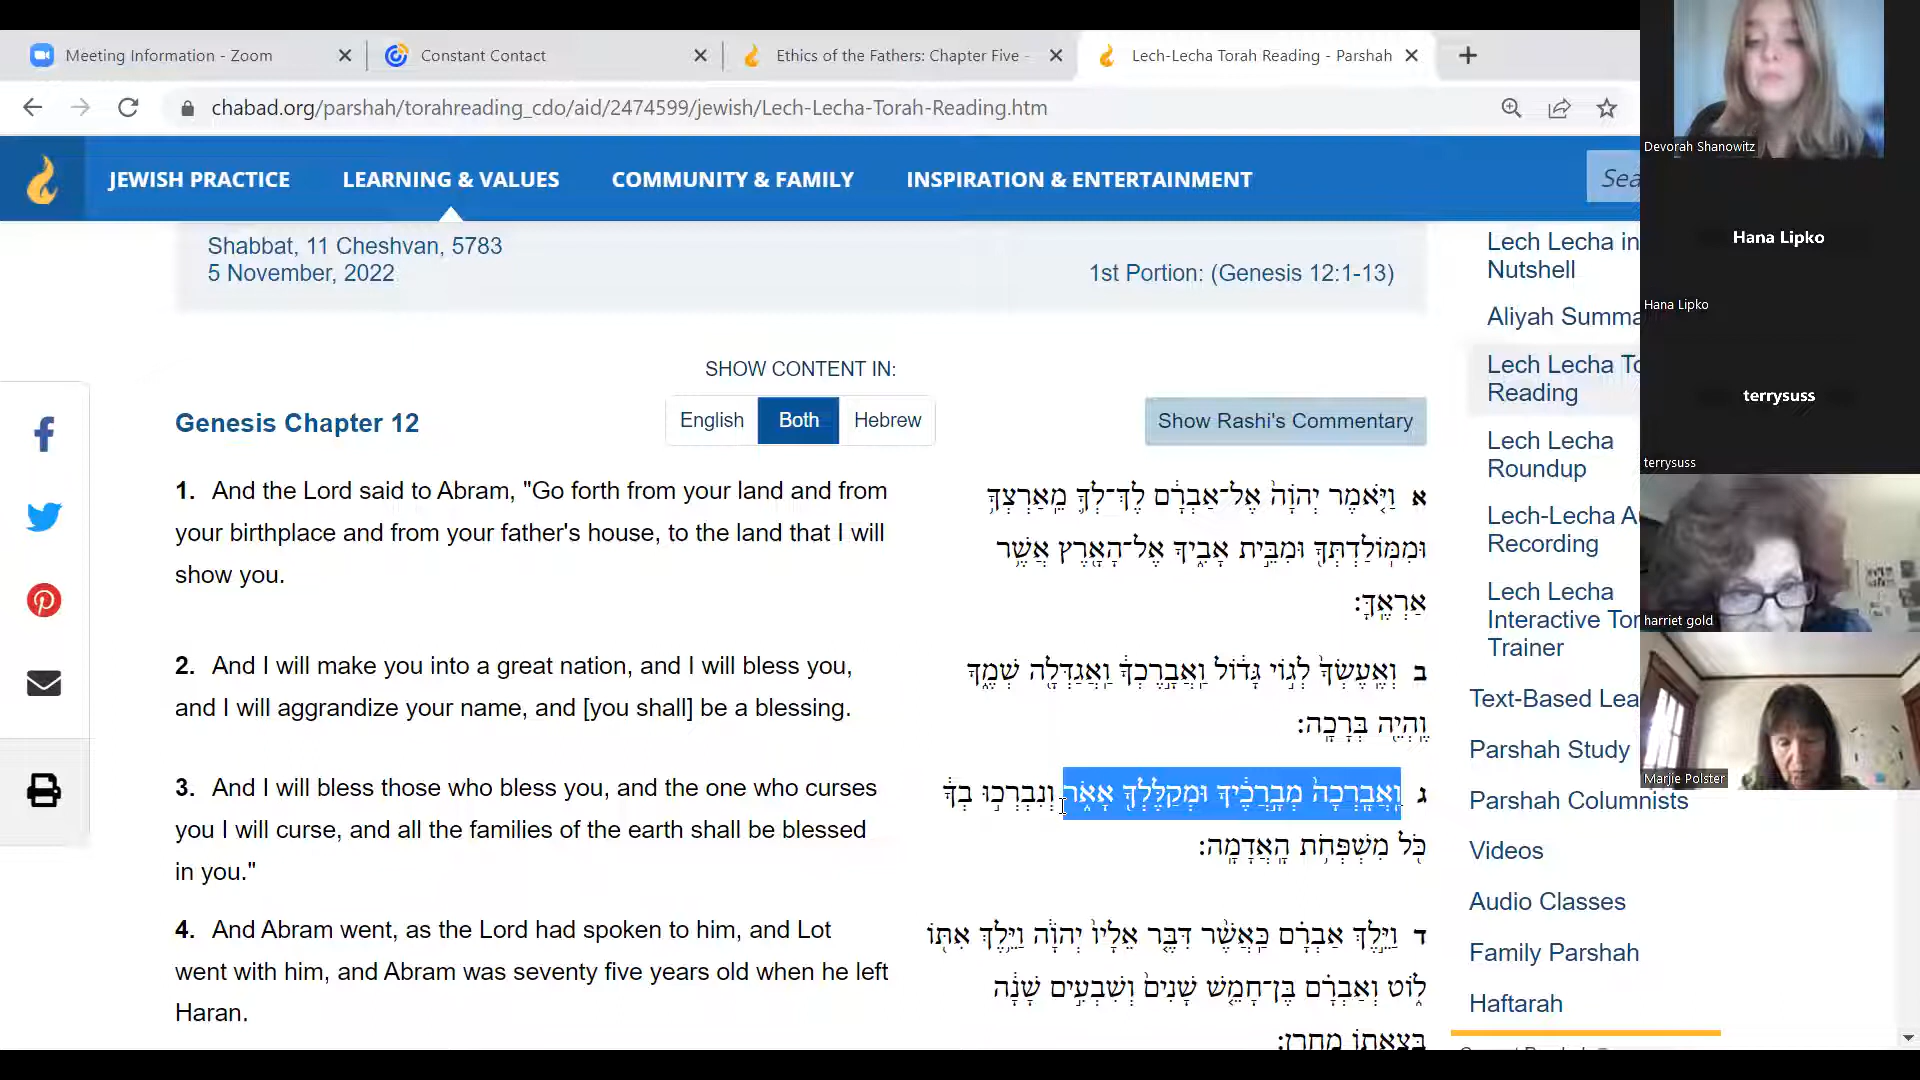 Meeting Information - Zoom
Constant Contact
Ethics of the Fathers: Chapter Five -
Lech-Lecha Torah Reading - Parshah
chabad.org/parshah/torahreading_cdo/aid/2474599/jewish/Lech-Lecha-Torah-Reading.htm
JEWISH PRACTICE
LEARNING & VALUES
COMMUNITY & FAMILY
INSPIRATION & ENTERTAINMENT
Sea
Shabbat, 11 Cheshvan, 5783
5 November, 2022
1st Portion: (Genesis 12:1-13)
SHOW CONTENT IN:
Genesis Chapter 12
English
Both
Hebrew
Show Rashi's Commentary
1. And the Lord said to Abram, "Go forth from your land and from
your birthplace and from your father's house, to the land that I will
show you.
א וַיֹּ֤אמֶר יְהֹוָה֙ אֶל־אַבְרָ֔ם לֶךְ־לְךָ֛ מֵֽאַרְצְךָ֥
וּמִמּֽוֹלַדְתְּךָ֖ וּמִבֵּ֣ית אָבִ֑יךָ אֶל־הָאָ֖רֶץ אֲשֶׁ֥ר
אַרְאֶֽךָּ:
2. And I will make you into a great nation, and I will bless you,
and I will aggrandize your name, and [you shall] be a blessing.
ב וְאֶֽעֶשְׂךָ֙ לְג֣וֹי גָּד֔וֹל וַֽאֲבָ֣רֶכְךָ֔ וַֽאֲגַדְּלָ֖ה שְׁמֶ֑ךָ
וֶֽהְיֵ֖ה בְּרָכָֽה:
3. And I will bless those who bless you, and the one who curses
you I will curse, and all the families of the earth shall be blessed
in you."
ג וַֽאֲבָֽרְכָה֙ מְבָ֣רְכֶ֔יךָ וּמְקַלֶּלְךָ֖ אָאֹ֑ר וְנִבְרְכ֣וּ בְךָ֔
כֹּ֖ל מִשְׁפְּחֹ֥ת הָֽאֲדָמָֽה:
4. And Abram went, as the Lord had spoken to him, and Lot
went with him, and Abram was seventy five years old when he left
Haran.
ד וַיֵּ֣לֶךְ אַבְרָ֗ם כַּֽאֲשֶׁ֨ר דִּבֶּ֤ר אֵלָיו֙ יְהֹוָ֔ה וַיֵּ֥לֶךְ אִתּ֖וֹ
ל֑וֹט וְאַבְרָ֗ם בֶּן־חָמֵ֤שׁ שָׁנִים֙ וְשִׁבְעִ֣ים שָׁנָ֔ה
בְּצֵאת֖וֹ מֵֽחָרָֽן:
Lech Lecha in
Nutshell
Aliyah Summa
Lech Lecha To
Reading
Lech Lecha
Roundup
Lech-Lecha A
Recording
Lech Lecha
Interactive Tor
Trainer
Text-Based Lea
Parshah Study
Parshah Columnists
Videos
Audio Classes
Family Parshah
Haftarah
Devorah Shanowitz
Hana Lipko
Hana Lipko
terrysuss
terrysuss
harriet gold
Marjie Polster